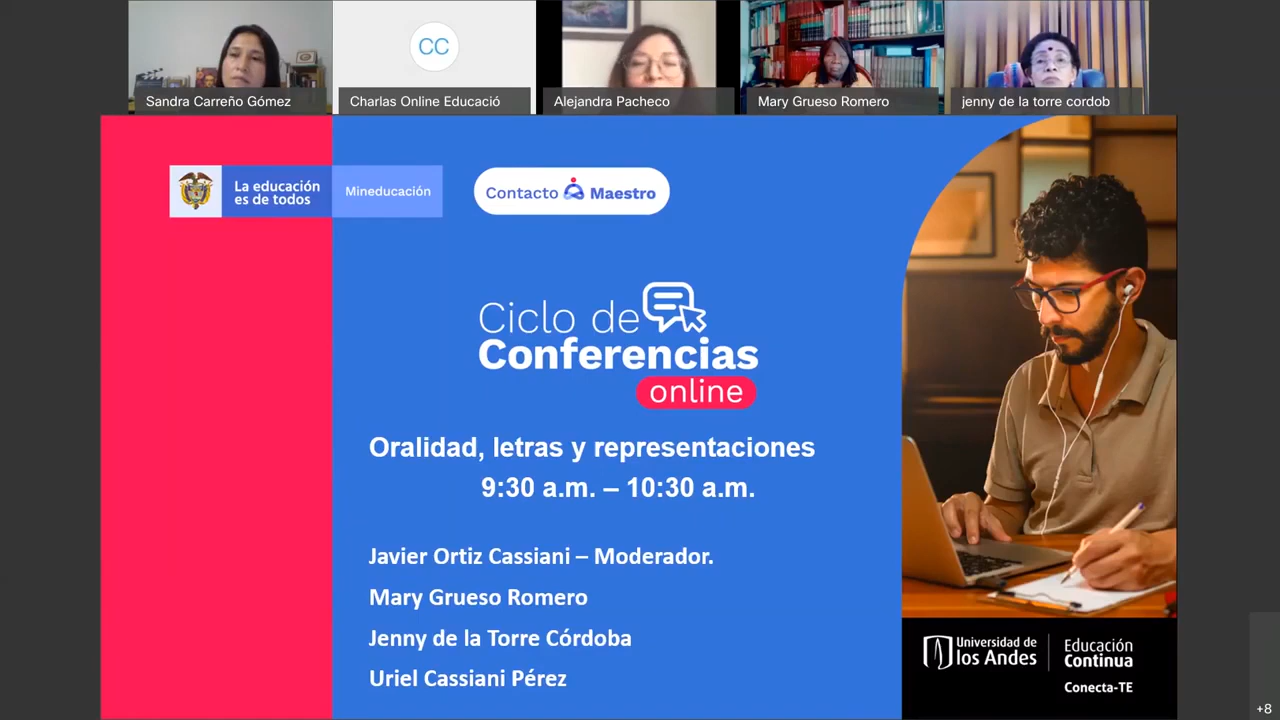 CC
Sandra Carreño Gómez
Charlas Online Educació
Alejandra Pacheco
Mary Grueso Romero
jenny de la torre cordob
La educación
es de todos
Mineducación
Contacto Maestro
Ciclo de
Conferencias
online
Oralidad, letras y representaciones
9:30 a.m. – 10:30 a.m.
Javier Ortiz Cassiani – Moderador.
Mary Grueso Romero
Jenny de la Torre Córdoba
Uriel Cassiani Pérez
Universidad de
los Andes
Educación
Continua
Conecta-TE
+8